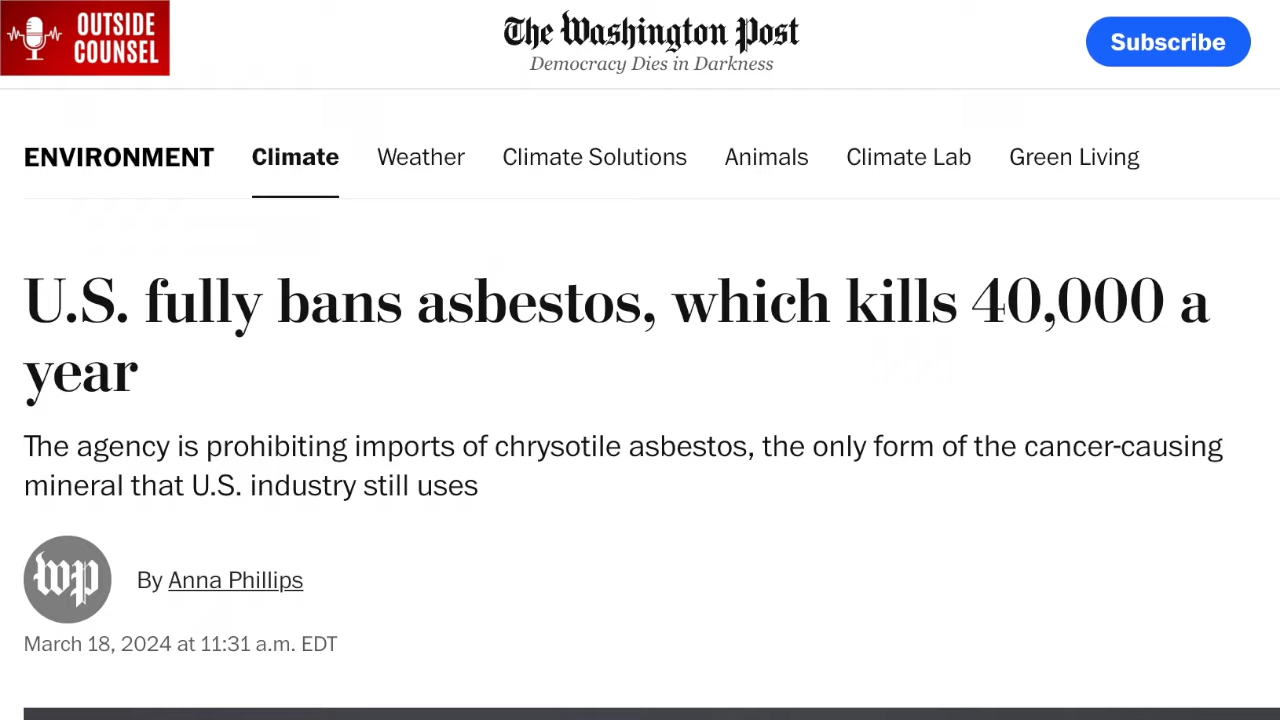 OUTSIDE
COUNSEL
The Washington Post
Democracy Dies in Darkness
Subscribe
ENVIRONMENT Climate Weather Climate Solutions Animals Climate Lab Green Living
U.S. fully bans asbestos, which kills 40,000 a
year
The agency is prohibiting imports of chrysotile asbestos, the only form of the cancer-causing
mineral that U.S. industry still uses
wp
By Anna Phillips
March 18, 2024 at 11:31 a.m. EDT